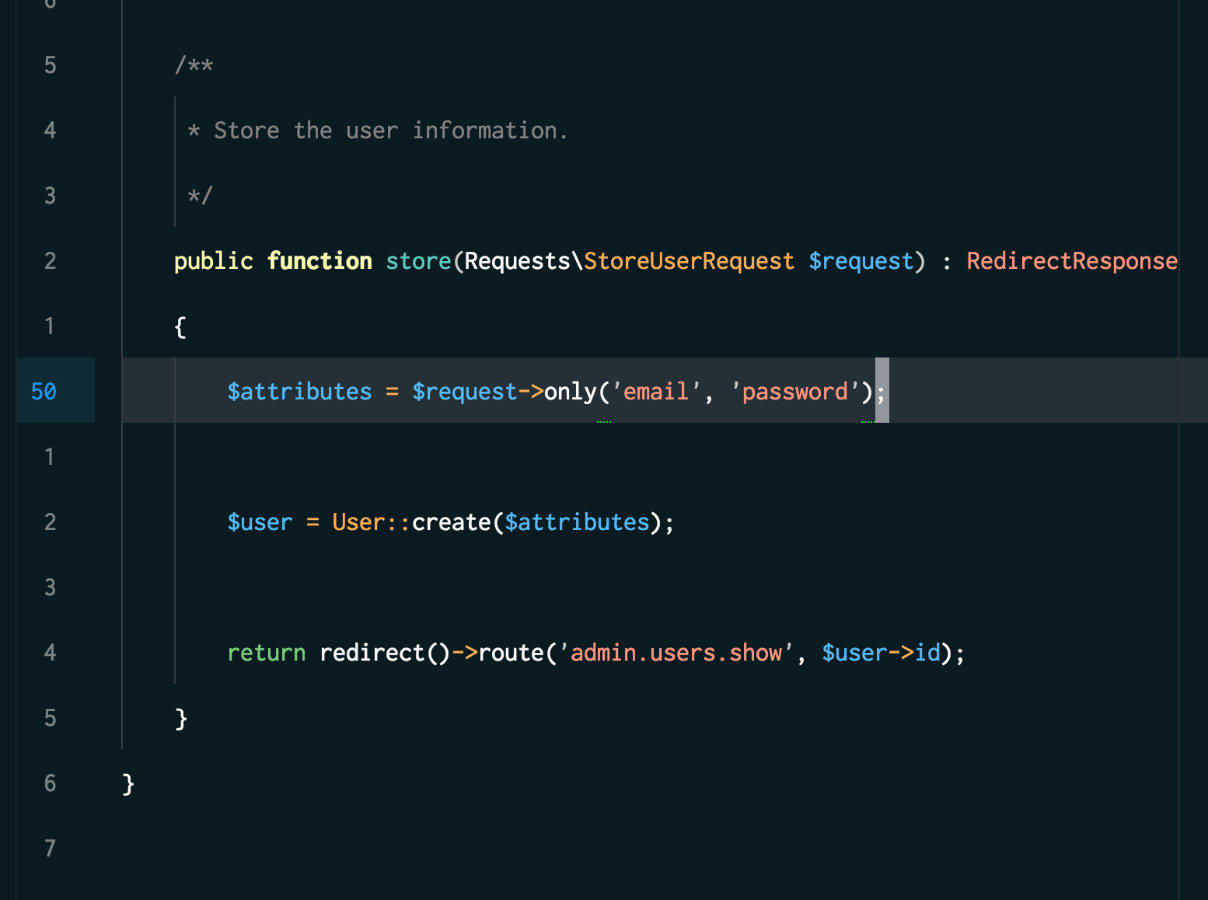 6
5 /**
4 * Store the user information.
3 */
2 public function store(Requests\StoreUserRequest $request) : RedirectResponse
1 {
50 $attributes = $request->only('email', 'password');
1
2 $user = User::create($attributes);
3
4 return redirect()->route('admin.users.show', $user->id);
5 }
6 }
7